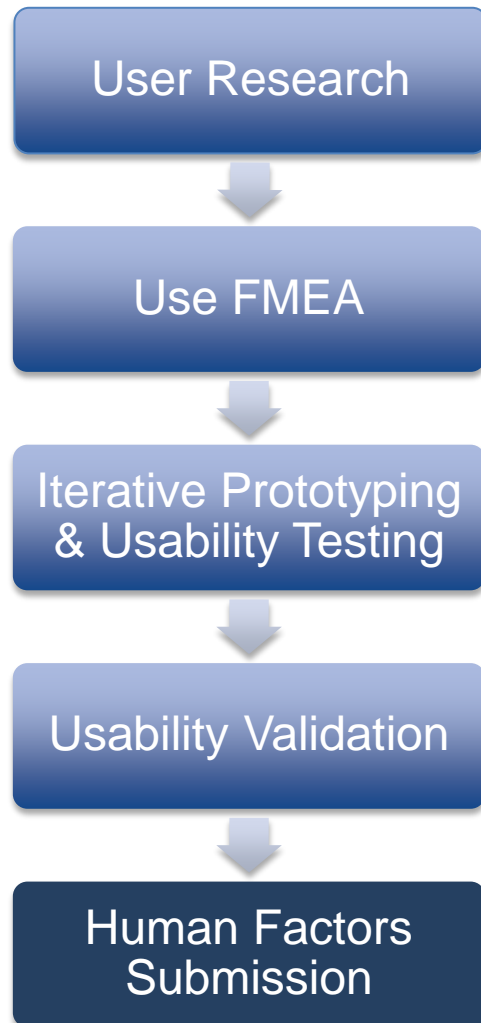 User Research
Use FMEA
Iterative Prototyping
& Usability Testing
Usability Validation
Human Factors
Submission